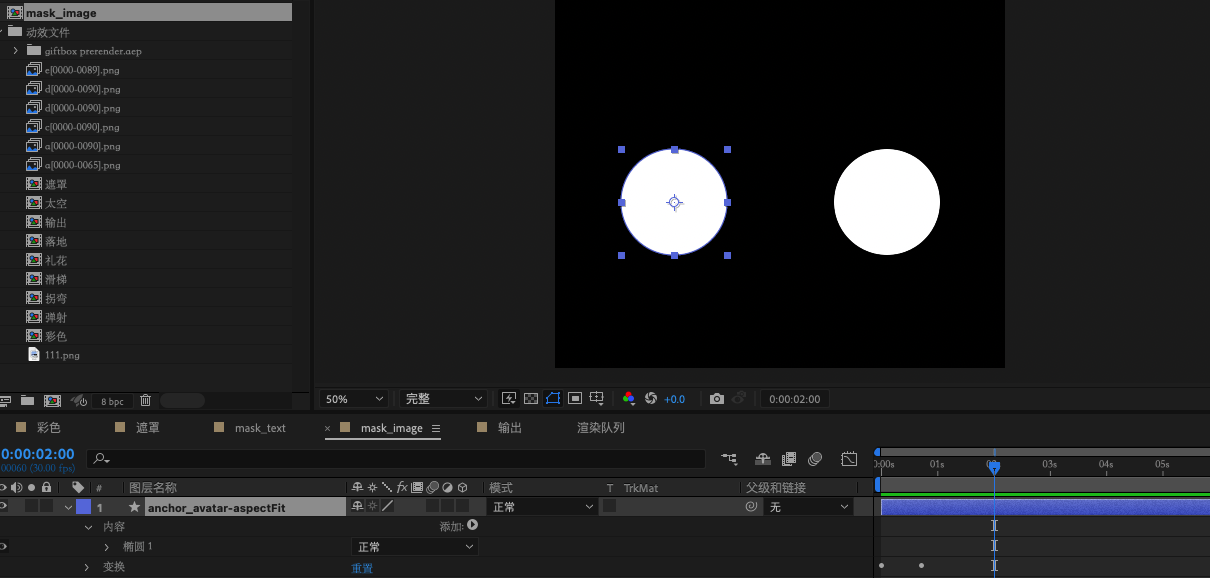 mask_image
动效文件
giftbox prerender.aep
e[0000-0089].png
d[0000-0090].png
d[0000-0090].png
c[0000-0090].png
a[0000-0090].png
a[0000-0065].png
遮罩
太空
输出
落地
礼花
滑梯
拐弯
弹射
彩色
111.png
8 bpc
50%
完整
+0.0
0:00:02:00
彩色
遮罩
mask_text
× mask_image
输出
渲染队列
0:00:02:00
00060 (30.00 fps)
0:00s 01s 02s 03s 04s 05s
# 图层名称 fx 模式 T TrkMat 父级和链接
1 anchor_avatar-aspectFit 正常 无
内容 添加:
椭圆 1 正常
变换 重置